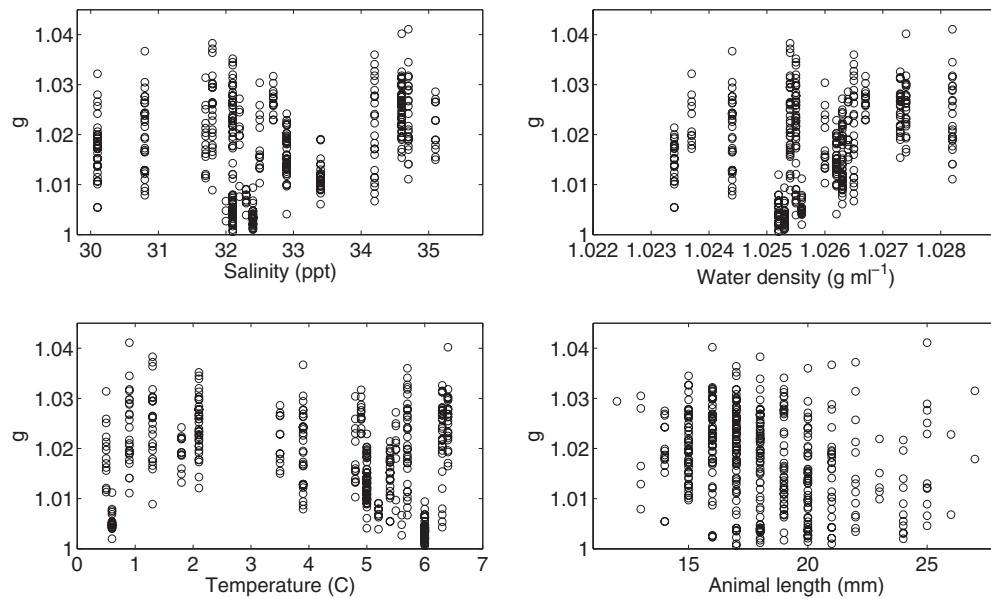 1.04
1.03
1.02
1.01
1
g
30 31 32 33 34 35
Salinity (ppt)
1.04
1.03
1.02
1.01
1
g
1.022 1.023 1.024 1.025 1.026 1.027 1.028
Water density (g ml⁻¹)
1.04
1.03
1.02
1.01
1
g
0 1 2 3 4 5 6 7
Temperature (C)
1.04
1.03
1.02
1.01
1
g
15 20 25
Animal length (mm)